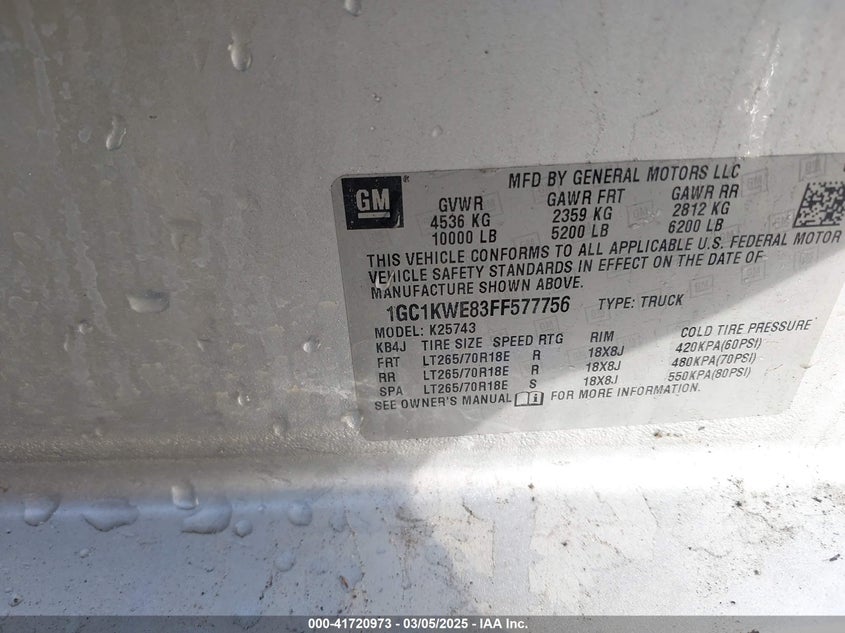 GM
MFD BY GENERAL MOTORS LLC
GVWR GAWR FRT GAWR RR
4536 KG 2359 KG 2812 KG
10000 LB 5200 LB 6200 LB
THIS VEHICLE CONFORMS TO ALL APPLICABLE U.S. FEDERAL MOTOR
VEHICLE SAFETY STANDARDS IN EFFECT ON THE DATE OF
MANUFACTURE SHOWN ABOVE.
1GC1KWE83FF577756 TYPE: TRUCK
MODEL: K25743
KB4J TIRE SIZE SPEED RTG RIM COLD TIRE PRESSURE
FRT LT265/70R18E R 18X8J 420KPA(60PSI)
RR LT265/70R18E R 18X8J 480KPA(70PSI)
SPA LT265/70R18E S 18X8J 550KPA(80PSI)
SEE OWNER'S MANUAL FOR MORE INFORMATION.
000-41720973 - 03/05/2025 - IAA Inc.